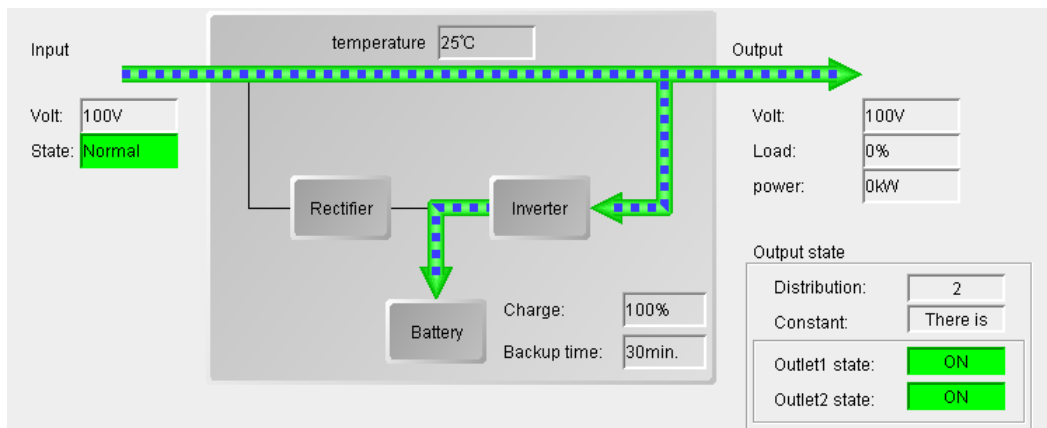 Input
temperature 25℃
Output
Volt: 100V
State: Normal
Volt: 100V
Load: 0%
power: 0kW
Rectifier
Inverter
Battery
Charge: 100%
Backup time: 30min.
Output state
Distribution: 2
Constant: There is
Outlet1 state: ON
Outlet2 state: ON